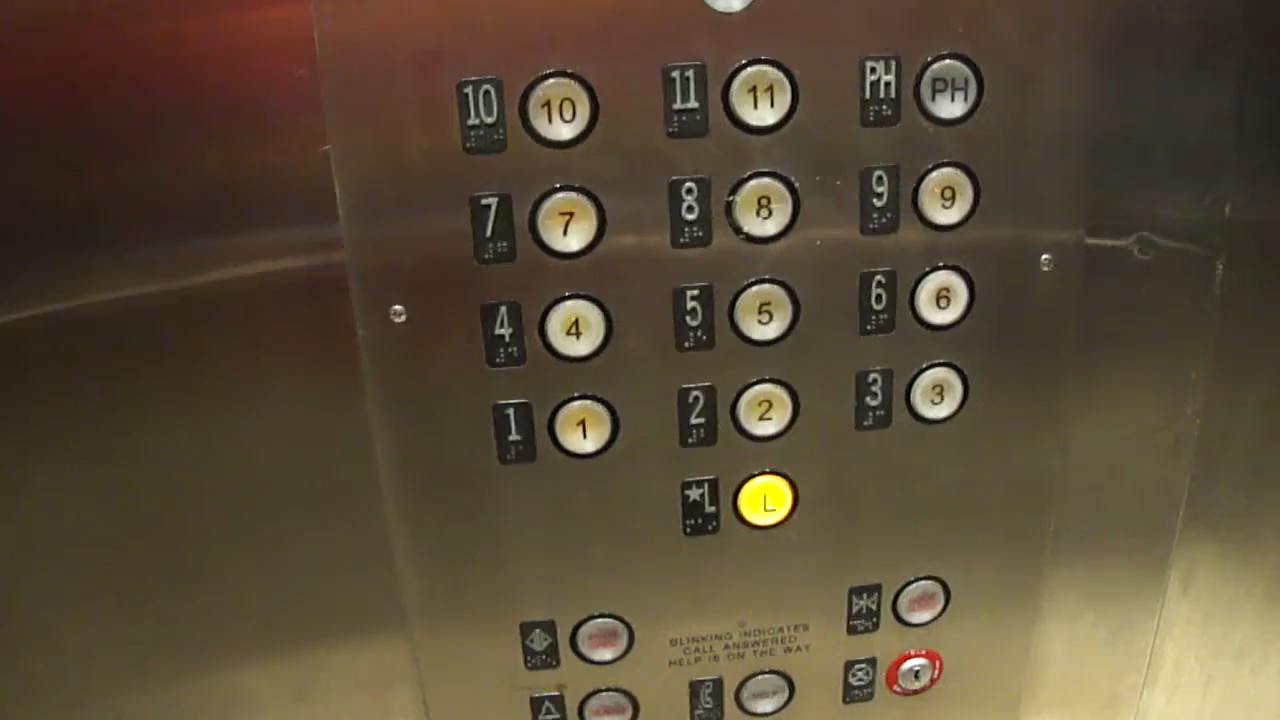 10 10 11 11 PH PH
7 7 8 8 9 9
4 4 5 5 6 6
1 1 2 2 3 3
★L L
BLINKING INDICATES
CALL ANSWERED
HELP IS ON THE WAY